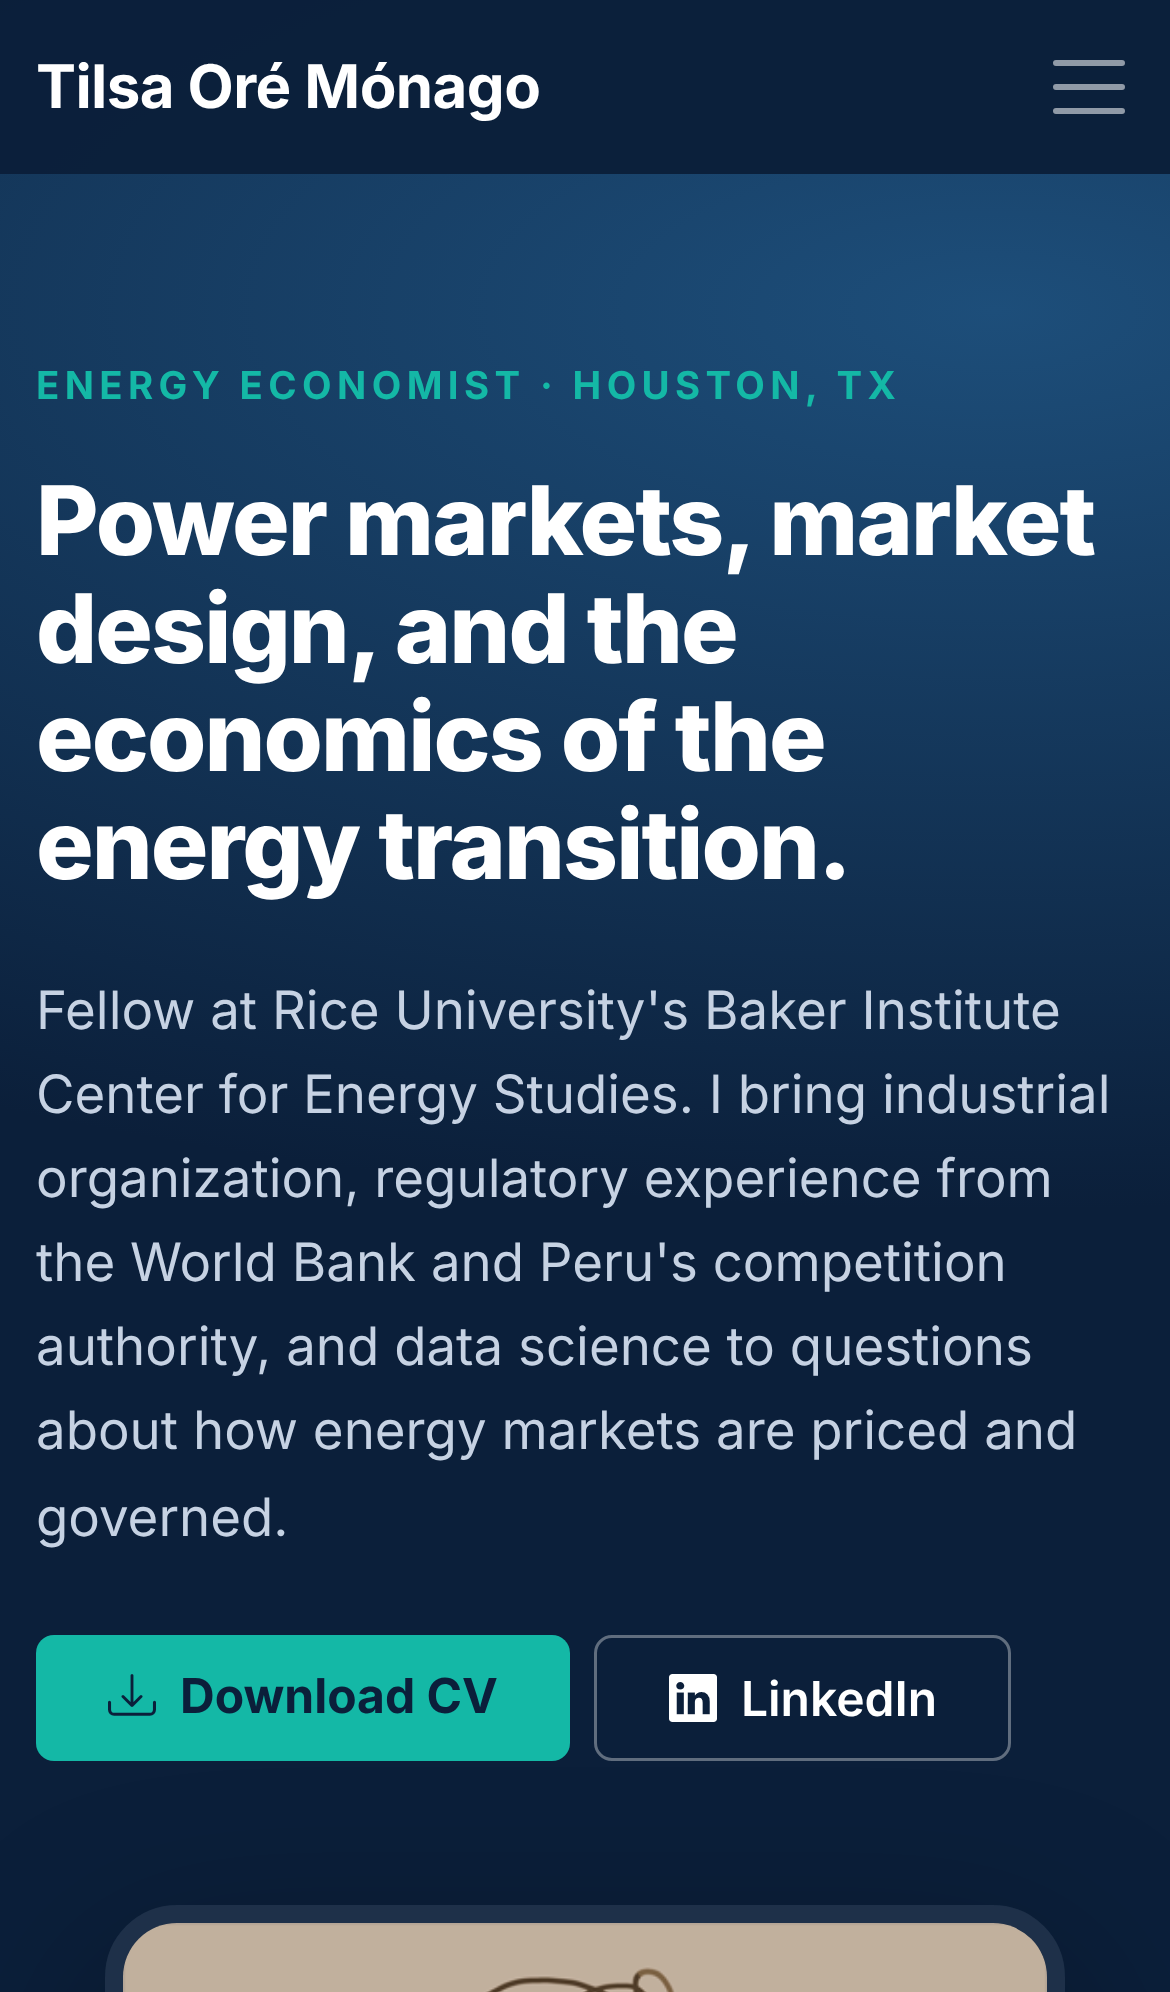 Tilsa Oré Mónago
ENERGY ECONOMIST · HOUSTON, TX
Power markets, market
design, and the
economics of the
energy transition.
Fellow at Rice University's Baker Institute
Center for Energy Studies. I bring industrial
organization, regulatory experience from
the World Bank and Peru's competition
authority, and data science to questions
about how energy markets are priced and
governed.
Download CV
in LinkedIn